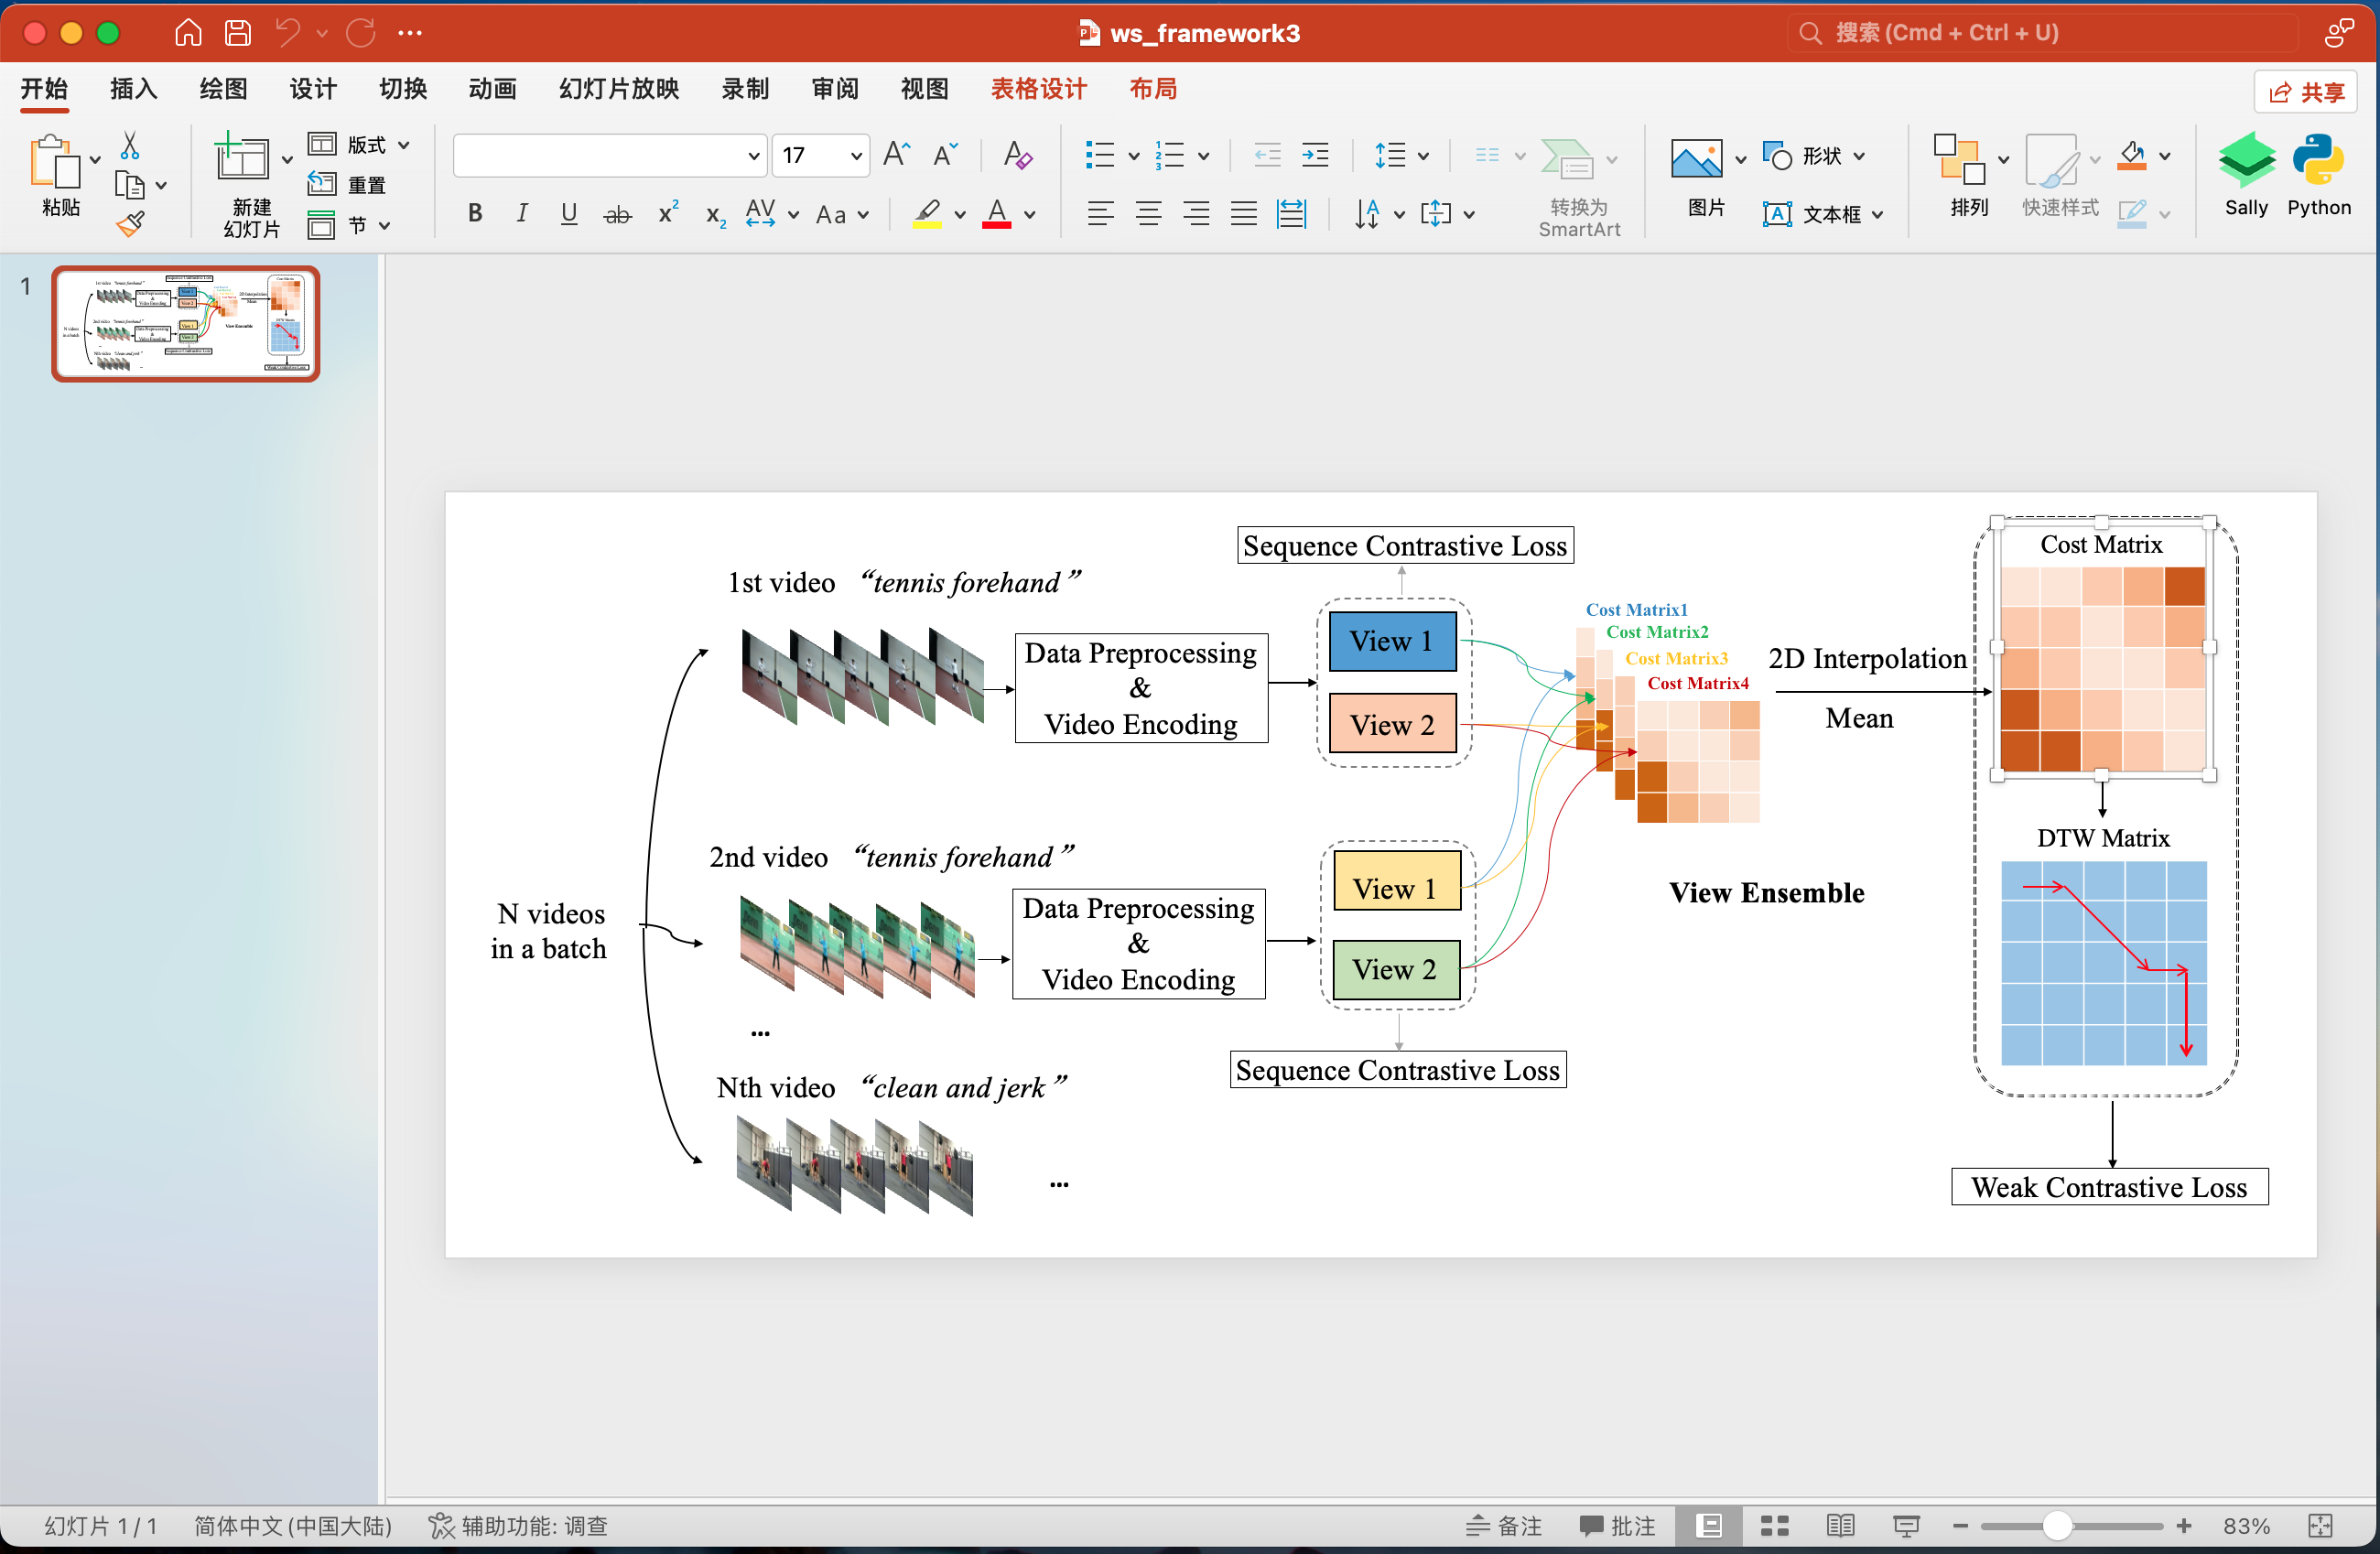 ws_framework3
搜索 (Cmd + Ctrl + U)
开始 插入 绘图 设计 切换 动画 幻灯片放映 录制 审阅 视图 表格设计 布局
共享
粘贴
新建
幻灯片
版式
重置
节
17
B I U ab x² x₂ AV Aa A
转换为
SmartArt
图片
形状
文本框
排列
快速样式
Sally
Python
1
Sequence Contrastive Loss
1st video “tennis forehand”
Data Preprocessing
&
Video Encoding
View 1
View 2
Cost Matrix1
Cost Matrix2
Cost Matrix3
Cost Matrix4
2D Interpolation
Mean
Cost Matrix
2nd video “tennis forehand”
N videos
in a batch
Data Preprocessing
&
Video Encoding
View 1
View 2
View Ensemble
DTW Matrix
...
Sequence Contrastive Loss
Nth video “clean and jerk”
...
Weak Contrastive Loss
幻灯片 1 / 1
简体中文 (中国大陆)
辅助功能: 调查
备注
批注
83%